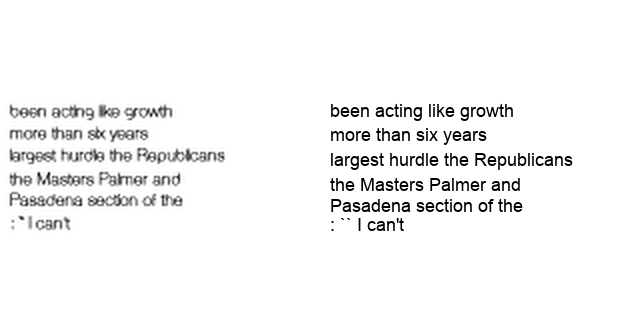 been acting like growth
more than six years
largest hurdle the Republicans
the Masters Palmer and
Pasadena section of the
: `` I can't
been acting like growth
more than six years
largest hurdle the Republicans
the Masters Palmer and
Pasadena section of the
: `` I can't